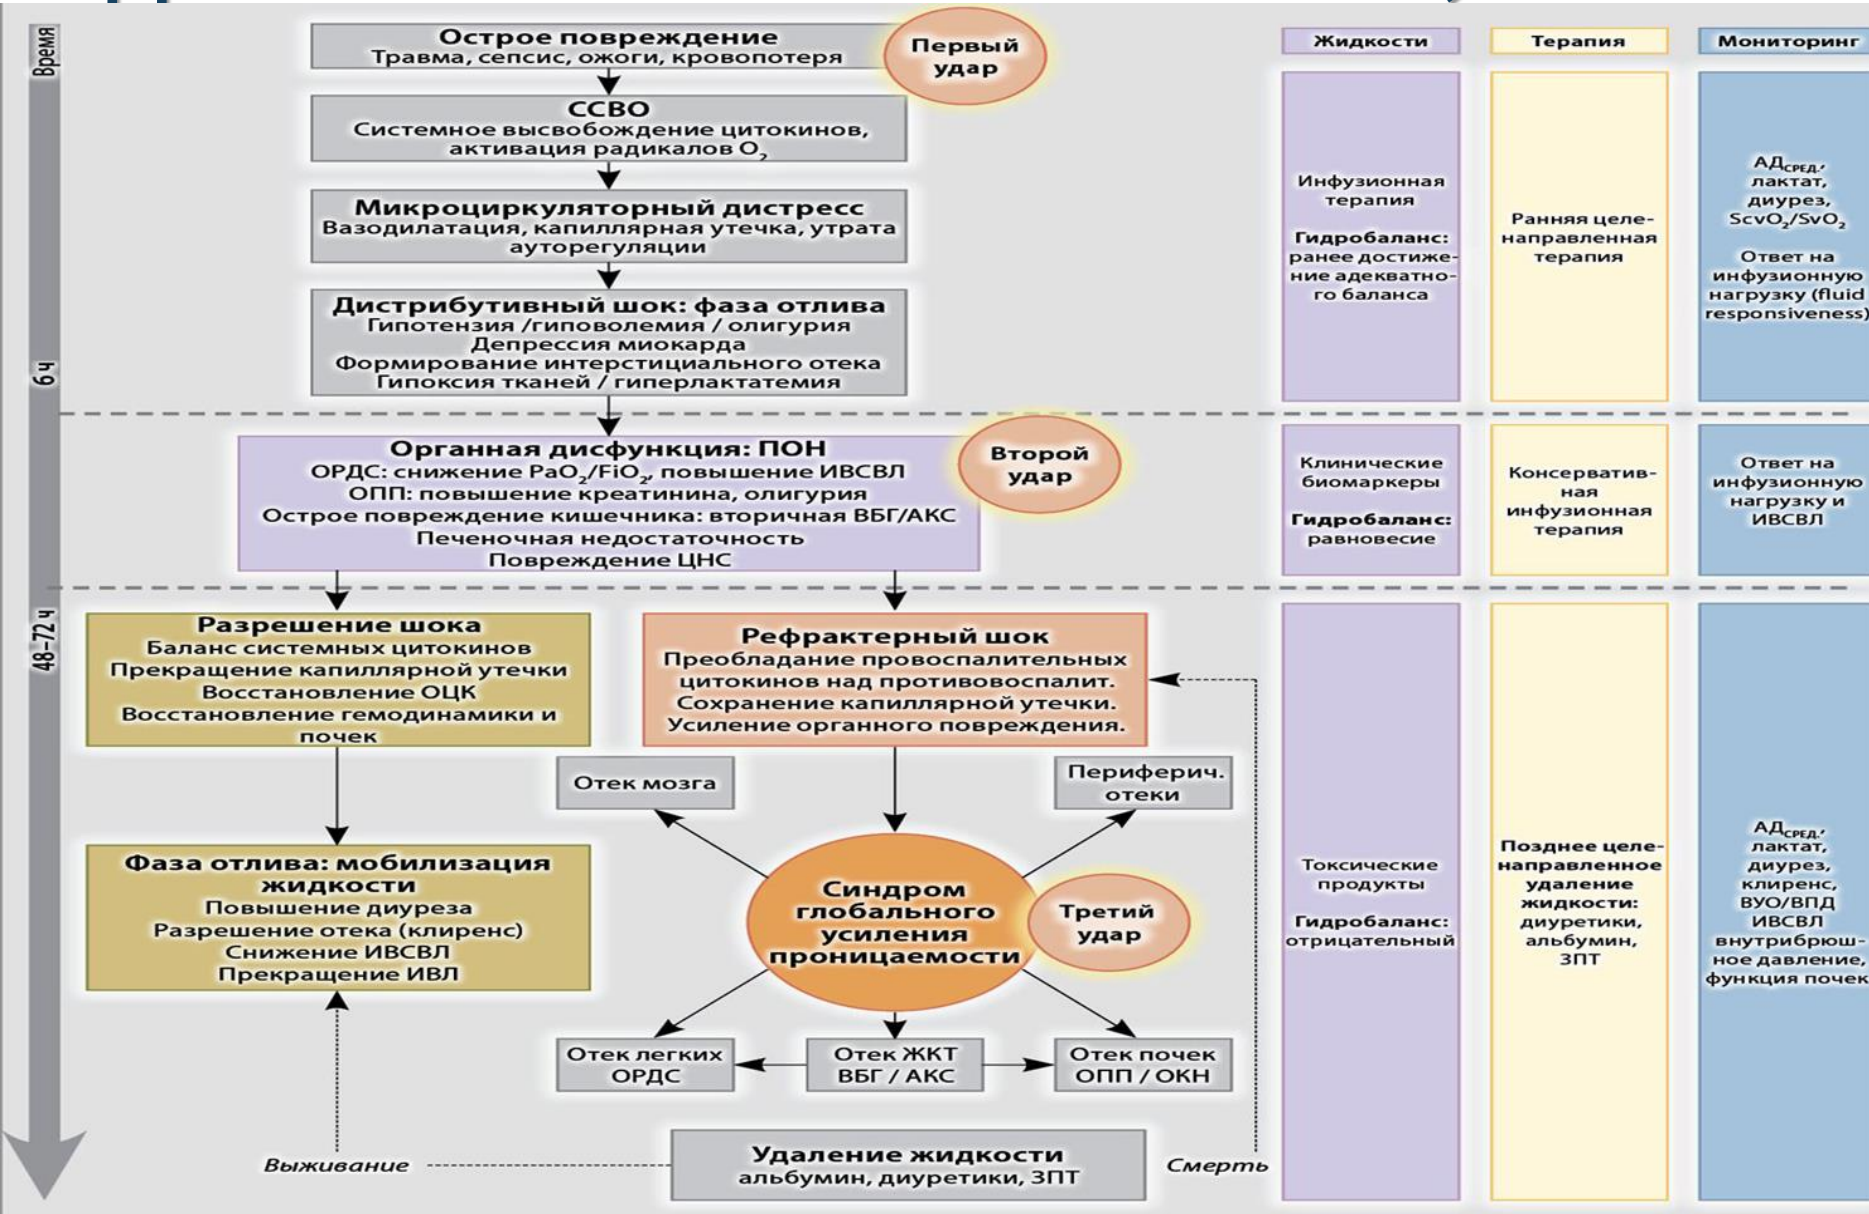 Время
6 ч
48–72 ч
Острое повреждение
Травма, сепсис, ожоги, кровопотеря
Первый
удар
ССВО
Системное высвобождение цитокинов,
активация радикалов O₂
Микроциркуляторный дистресс
Вазодилатация, капиллярная утечка, утрата
ауторегуляции
Дистрибутивный шок: фаза отлива
Гипотензия /гиповолемия / олигурия
Депрессия миокарда
Формирование интерстициального отека
Гипоксия тканей / гиперлактатемия
Органная дисфункция: ПОН
ОРДС: снижение PaO₂/FiO₂, повышение ИВСВЛ
ОПП: повышение креатинина, олигурия
Острое повреждение кишечника: вторичная ВБГ/АКС
Печеночная недостаточность
Повреждение ЦНС
Второй
удар
Разрешение шока
Баланс системных цитокинов
Прекращение капиллярной утечки
Восстановление ОЦК
Восстановление гемодинамики и
почек
Рефрактерный шок
Преобладание провоспалительных
цитокинов над противовоспалит.
Сохранение капиллярной утечки.
Усиление органного повреждения.
Отек мозга
Периферич.
отеки
Фаза отлива: мобилизация
жидкости
Повышение диуреза
Разрешение отека (клиренс)
Снижение ИВСВЛ
Прекращение ИВЛ
Синдром
глобального
усиления
проницаемости
Третий
удар
Отек легких
ОРДС
Отек ЖКТ
ВБГ / АКС
Отек почек
ОПП / ОКН
Выживание
Удаление жидкости
альбумин, диуретики, ЗПТ
Смерть
Жидкости
Инфузионная
терапия
Гидробаланс:
ранее достиже-
ние адекватно-
го баланса
Клинические
биомаркеры
Гидробаланс:
равновесие
Токсические
продукты
Гидробаланс:
отрицательный
Терапия
Ранняя целе-
направленная
терапия
Консерватив-
ная
инфузионная
терапия
Позднее целе-
направленное
удаление
жидкости:
диуретики,
альбумин,
ЗПТ
Мониторинг
АДСРЕД.,
лактат,
диурез,
ScvO₂/SvO₂
Ответ на
инфузионную
нагрузку (fluid
responsiveness)
Ответ на
инфузионную
нагрузку и
ИВСВЛ
АДСРЕД.,
лактат,
диурез,
клиренс,
ВУО/ВПД
ИВСВЛ
внутрибрюш-
ное давление,
функция почек